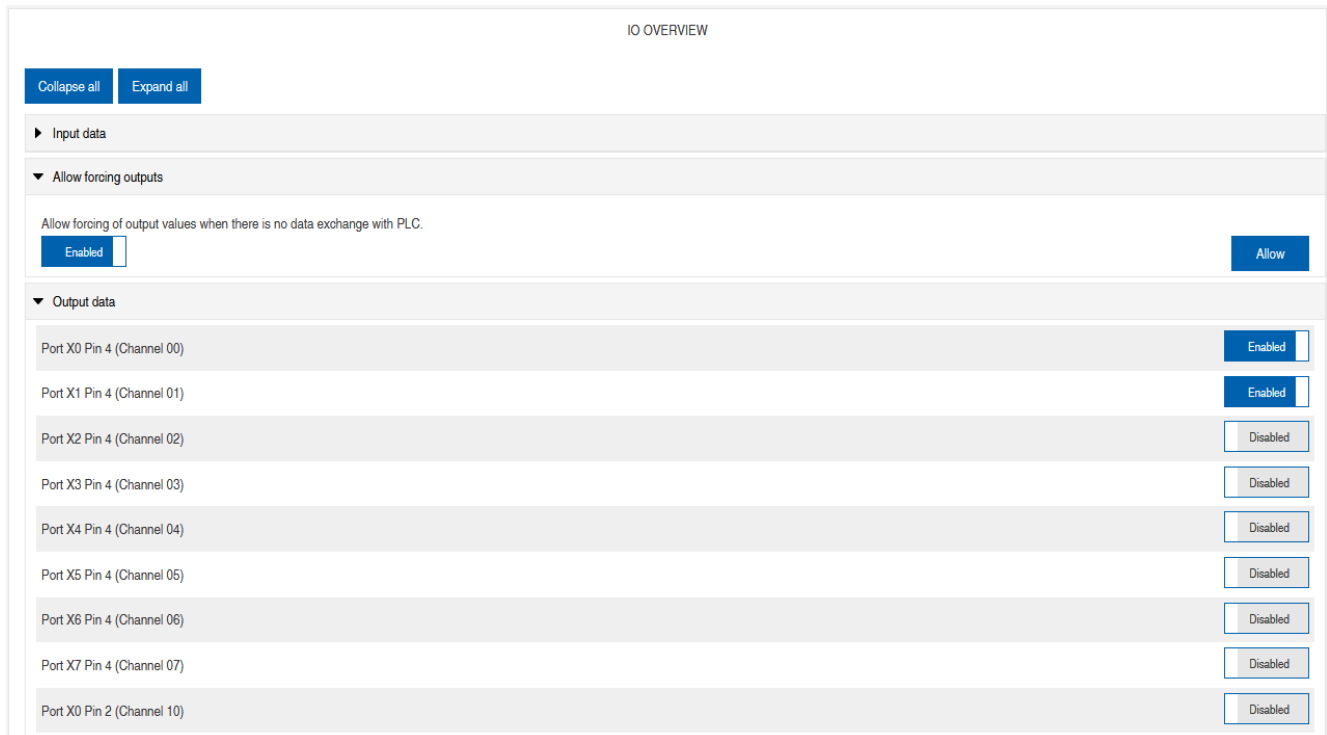 IO OVERVIEW
Collapse all Expand all
Input data
Allow forcing outputs
Allow forcing of output values when there is no data exchange with PLC.
Enabled Allow
Output data
Port X0 Pin 4 (Channel 00) Enabled
Port X1 Pin 4 (Channel 01) Enabled
Port X2 Pin 4 (Channel 02) Disabled
Port X3 Pin 4 (Channel 03) Disabled
Port X4 Pin 4 (Channel 04) Disabled
Port X5 Pin 4 (Channel 05) Disabled
Port X6 Pin 4 (Channel 06) Disabled
Port X7 Pin 4 (Channel 07) Disabled
Port X0 Pin 2 (Channel 10) Disabled